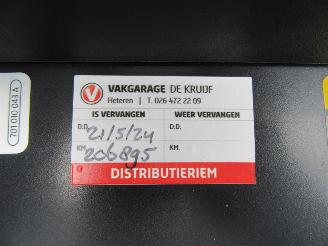 VAKGARAGE DE KRUIJF
Heteren | T. 026 472 22 09
IS VERVANGEN
WEER VERVANGEN
D.D. 21/5/24
D.D.
KM. 206895
KM.
DISTRIBUTIERIEM
701 010 043 A